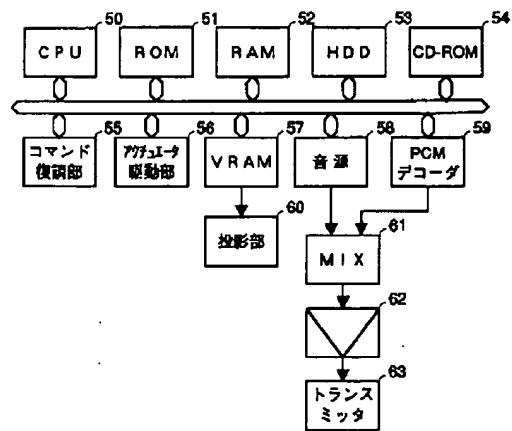 50
51
52
53
54
CPU
ROM
RAM
HDD
CD-ROM
55
56
57
58
59
コマンド
復調部
アクチュエータ
駆動部
VRAM
音源
PCM
デコーダ
60
投影部
61
MIX
62
63
トランス
ミッタ